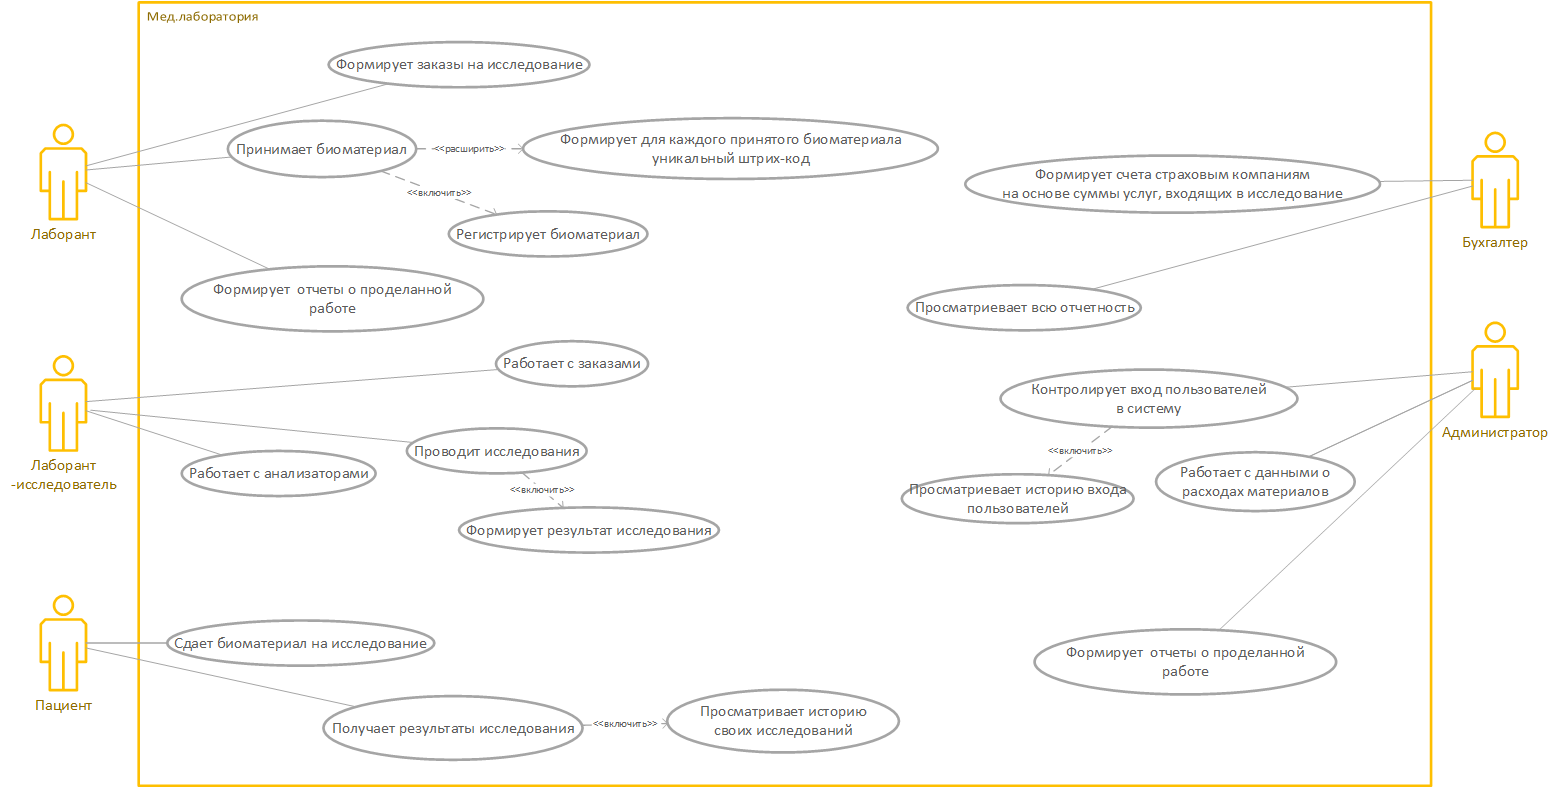 Мед.лаборатория
Формирует заказы на исследование
Принимает биоматериал
<<расширить>>
Формирует для каждого принятого биоматериала
уникальный штрих-код
<<включить>>
Регистрирует биоматериал
Лаборант
Формирует  отчеты о проделанной
работе
Формирует счета страховым компаниям
на основе суммы услуг, входящих в исследование
Бухгалтер
Просматриевает всю отчетность
Работает с заказами
Проводит исследования
Работает с анализаторами
<<включить>>
Формирует результат исследования
Лаборант
-исследователь
Контролирует вход пользователей
в систему
<<включить>>
Просматриевает историю входа
пользователей
Работает с данными о
расходах материалов
Администратор
Формирует  отчеты о проделанной
работе
Сдает биоматериал на исследование
Пациент
Получает результаты исследования
<<включить>>
Просматривает историю
своих исследований